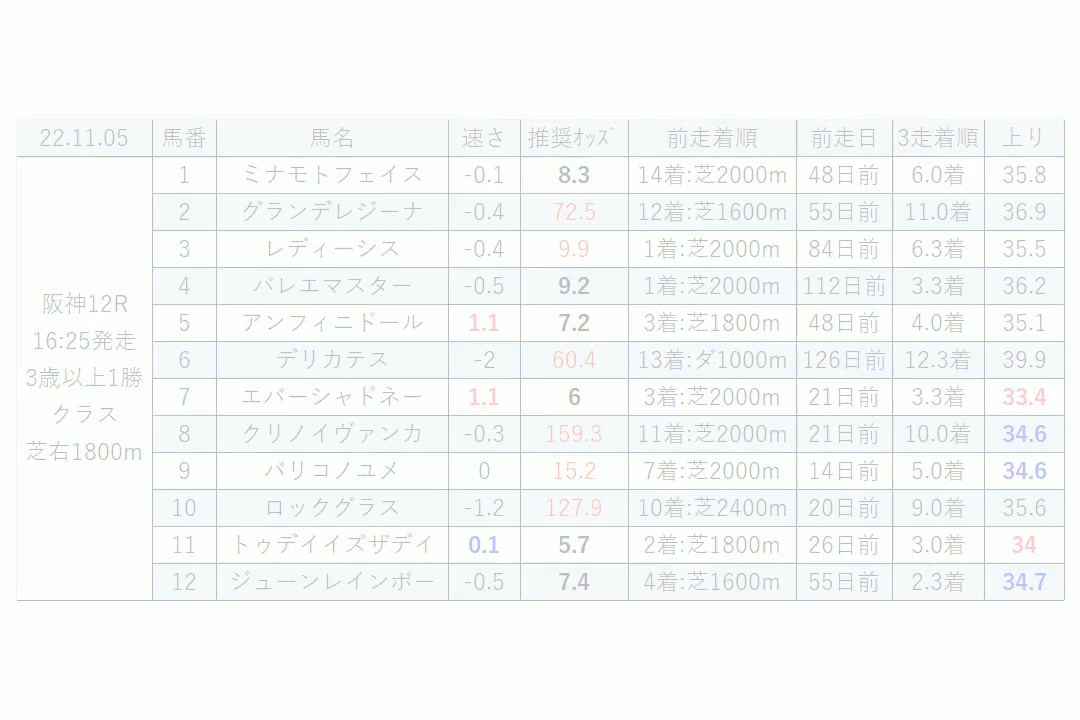 22.11.05 馬番 馬名 速さ 推奨ｵｯｽﾞ 前走着順 前走日 3走着順 上り
1 ミナモトフェイス -0.1 8.3 14着:芝2000m 48日前 6.0着 35.8
2 グランデレジーナ -0.4 72.5 12着:芝1600m 55日前 11.0着 36.9
3 レディーシス -0.4 9.9 1着:芝2000m 84日前 6.3着 35.5
阪神12R 4 バレエマスター -0.5 9.2 1着:芝2000m 112日前 3.3着 36.2
16:25発走 5 アンフィニドール 1.1 7.2 3着:芝1800m 48日前 4.0着 35.1
3歳以上1勝 6 デリカテス -2 60.4 13着:ダ1000m 126日前 12.3着 39.9
クラス 7 エバーシャドネー 1.1 6 3着:芝2000m 21日前 3.3着 33.4
芝右1800m 8 クリノイヴァンカ -0.3 159.3 11着:芝2000m 21日前 10.0着 34.6
9 バリコノユメ 0 15.2 7着:芝2000m 14日前 5.0着 34.6
10 ロックグラス -1.2 127.9 10着:芝2400m 20日前 9.0着 35.6
11 トゥデイイズザデイ 0.1 5.7 2着:芝1800m 26日前 3.0着 34
12 ジューンレインボー -0.5 7.4 4着:芝1600m 55日前 2.3着 34.7